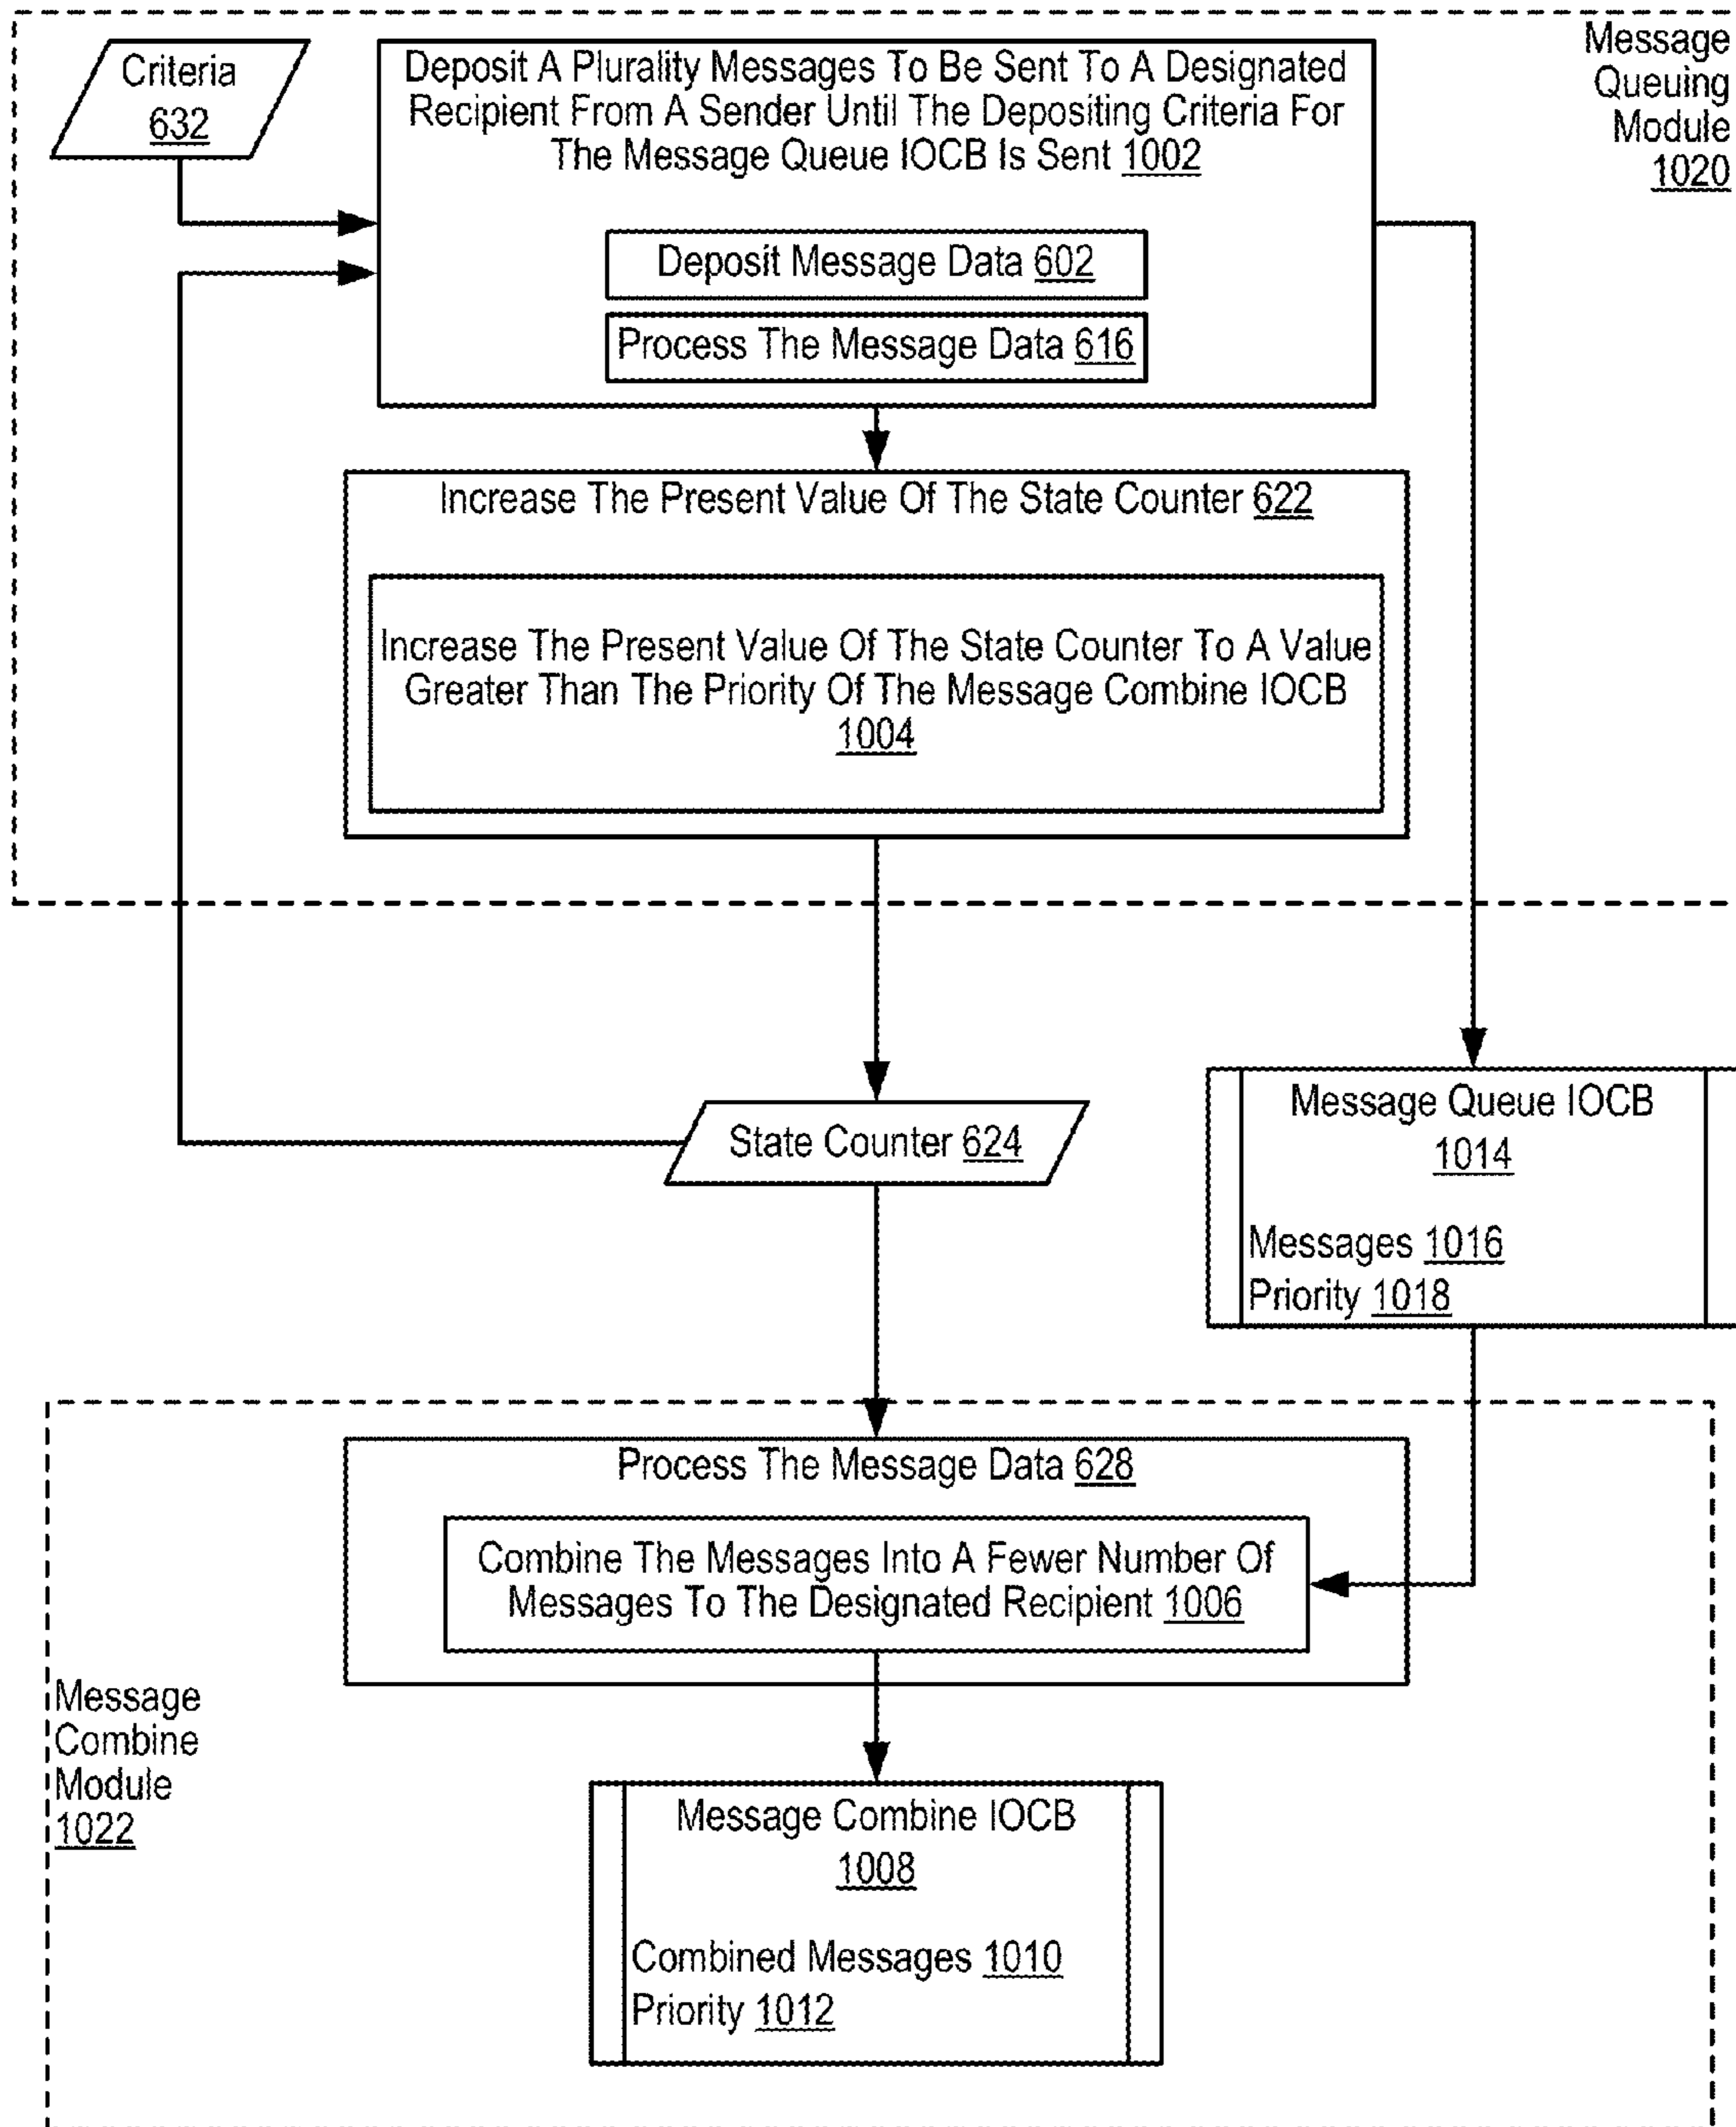 Message
Queuing
Module
1020
Criteria
632
Deposit A Plurality Messages To Be Sent To A Designated
Recipient From A Sender Until The Depositing Criteria For
The Message Queue IOCB Is Sent 1002
Deposit Message Data 602
Process The Message Data 616
Increase The Present Value Of The State Counter 622
Increase The Present Value Of The State Counter To A Value
Greater Than The Priority Of The Message Combine IOCB
1004
State Counter 624
Message Queue IOCB
1014
Messages 1016
Priority 1018
Process The Message Data 628
Combine The Messages Into A Fewer Number Of
Messages To The Designated Recipient 1006
Message
Combine
Module
1022
Message Combine IOCB
1008
Combined Messages 1010
Priority 1012